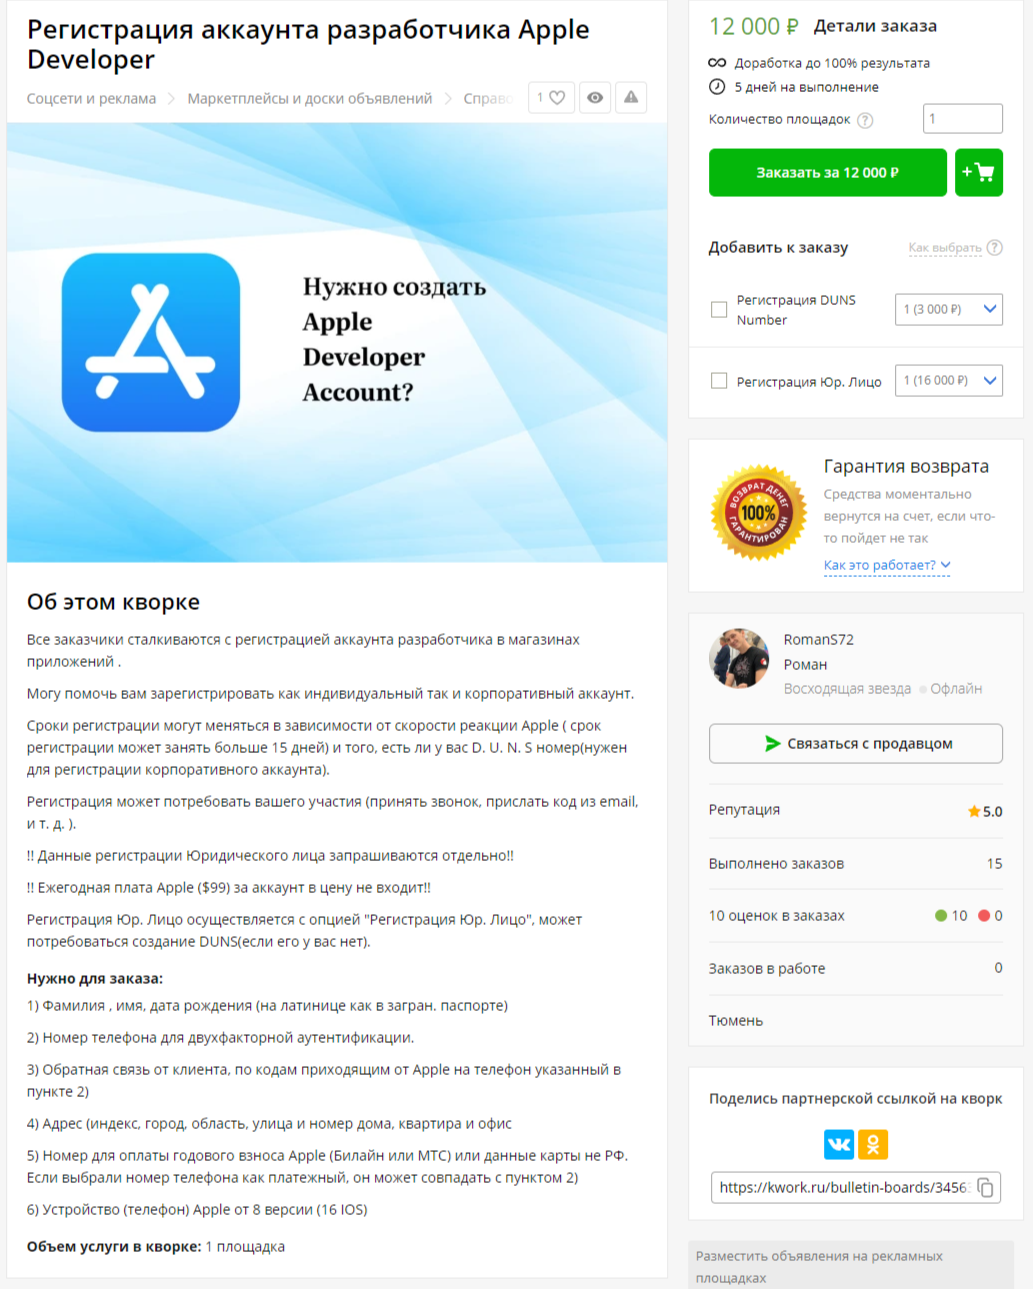 Регистрация аккаунта разработчика Apple
Developer
Соцсети и реклама
Маркетплейсы и доски объявлений
1
Нужно создать
Apple
Developer
Account?
Об этом кворке
Все заказчики сталкиваются с регистрацией аккаунта разработчика в магазинах
приложений .
Могу помочь вам зарегистрировать как индивидуальный так и корпоративный аккаунт.
Сроки регистрации могут меняться в зависимости от скорости реакции Apple ( срок
регистрации может занять больше 15 дней) и того, есть ли у вас D. U. N. S номер(нужен
для регистрации корпоративного аккаунта).
Регистрация может потребовать вашего участия (принять звонок, прислать код из email,
и т. д. ).
!! Данные регистрации Юридического лица запрашиваются отдельно!!
!! Ежегодная плата Apple ($99) за аккаунт в цену не входит!!
Регистрация Юр. Лицо осуществляется с опцией "Регистрация Юр. Лицо", может
потребоваться создание DUNS(если его у вас нет).
Нужно для заказа:
1) Фамилия , имя, дата рождения (на латинице как в загран. паспорте)
2) Номер телефона для двухфакторной аутентификации.
3) Обратная связь от клиента, по кодам приходящим от Apple на телефон указанный в
пункте 2)
4) Адрес (индекс, город, область, улица и номер дома, квартира и офис
5) Номер для оплаты годового взноса Apple (Билайн или МТС) или данные карты не РФ.
Если выбрали номер телефона как платежный, он может совпадать с пунктом 2)
6) Устройство (телефон) Apple от 8 версии (16 IOS)
Объем услуги в кворке: 1 площадка
12 000 ₽ Детали заказа
Доработка до 100% результата
5 дней на выполнение
Количество площадок ? 1
Заказать за 12 000 ₽
+
Добавить к заказу
Как выбрать ?
Регистрация DUNS
Number
1 (3 000 ₽)
Регистрация Юр. Лицо
1 (16 000 ₽)
ВОЗВРАТ ДЕНЕГ
100%
ГАРАНТИРОВАН
Гарантия возврата
Средства моментально
вернутся на счет, если что-
то пойдет не так
Как это работает?
RomanS72
Роман
Восходящая звезда Офлайн
Связаться с продавцом
Репутация 5.0
Выполнено заказов 15
10 оценок в заказах 10 0
Заказов в работе 0
Тюмень
Поделись партнерской ссылкой на кворк
https://kwork.ru/bulletin-boards/3456
Разместить объявления на рекламных
площадках